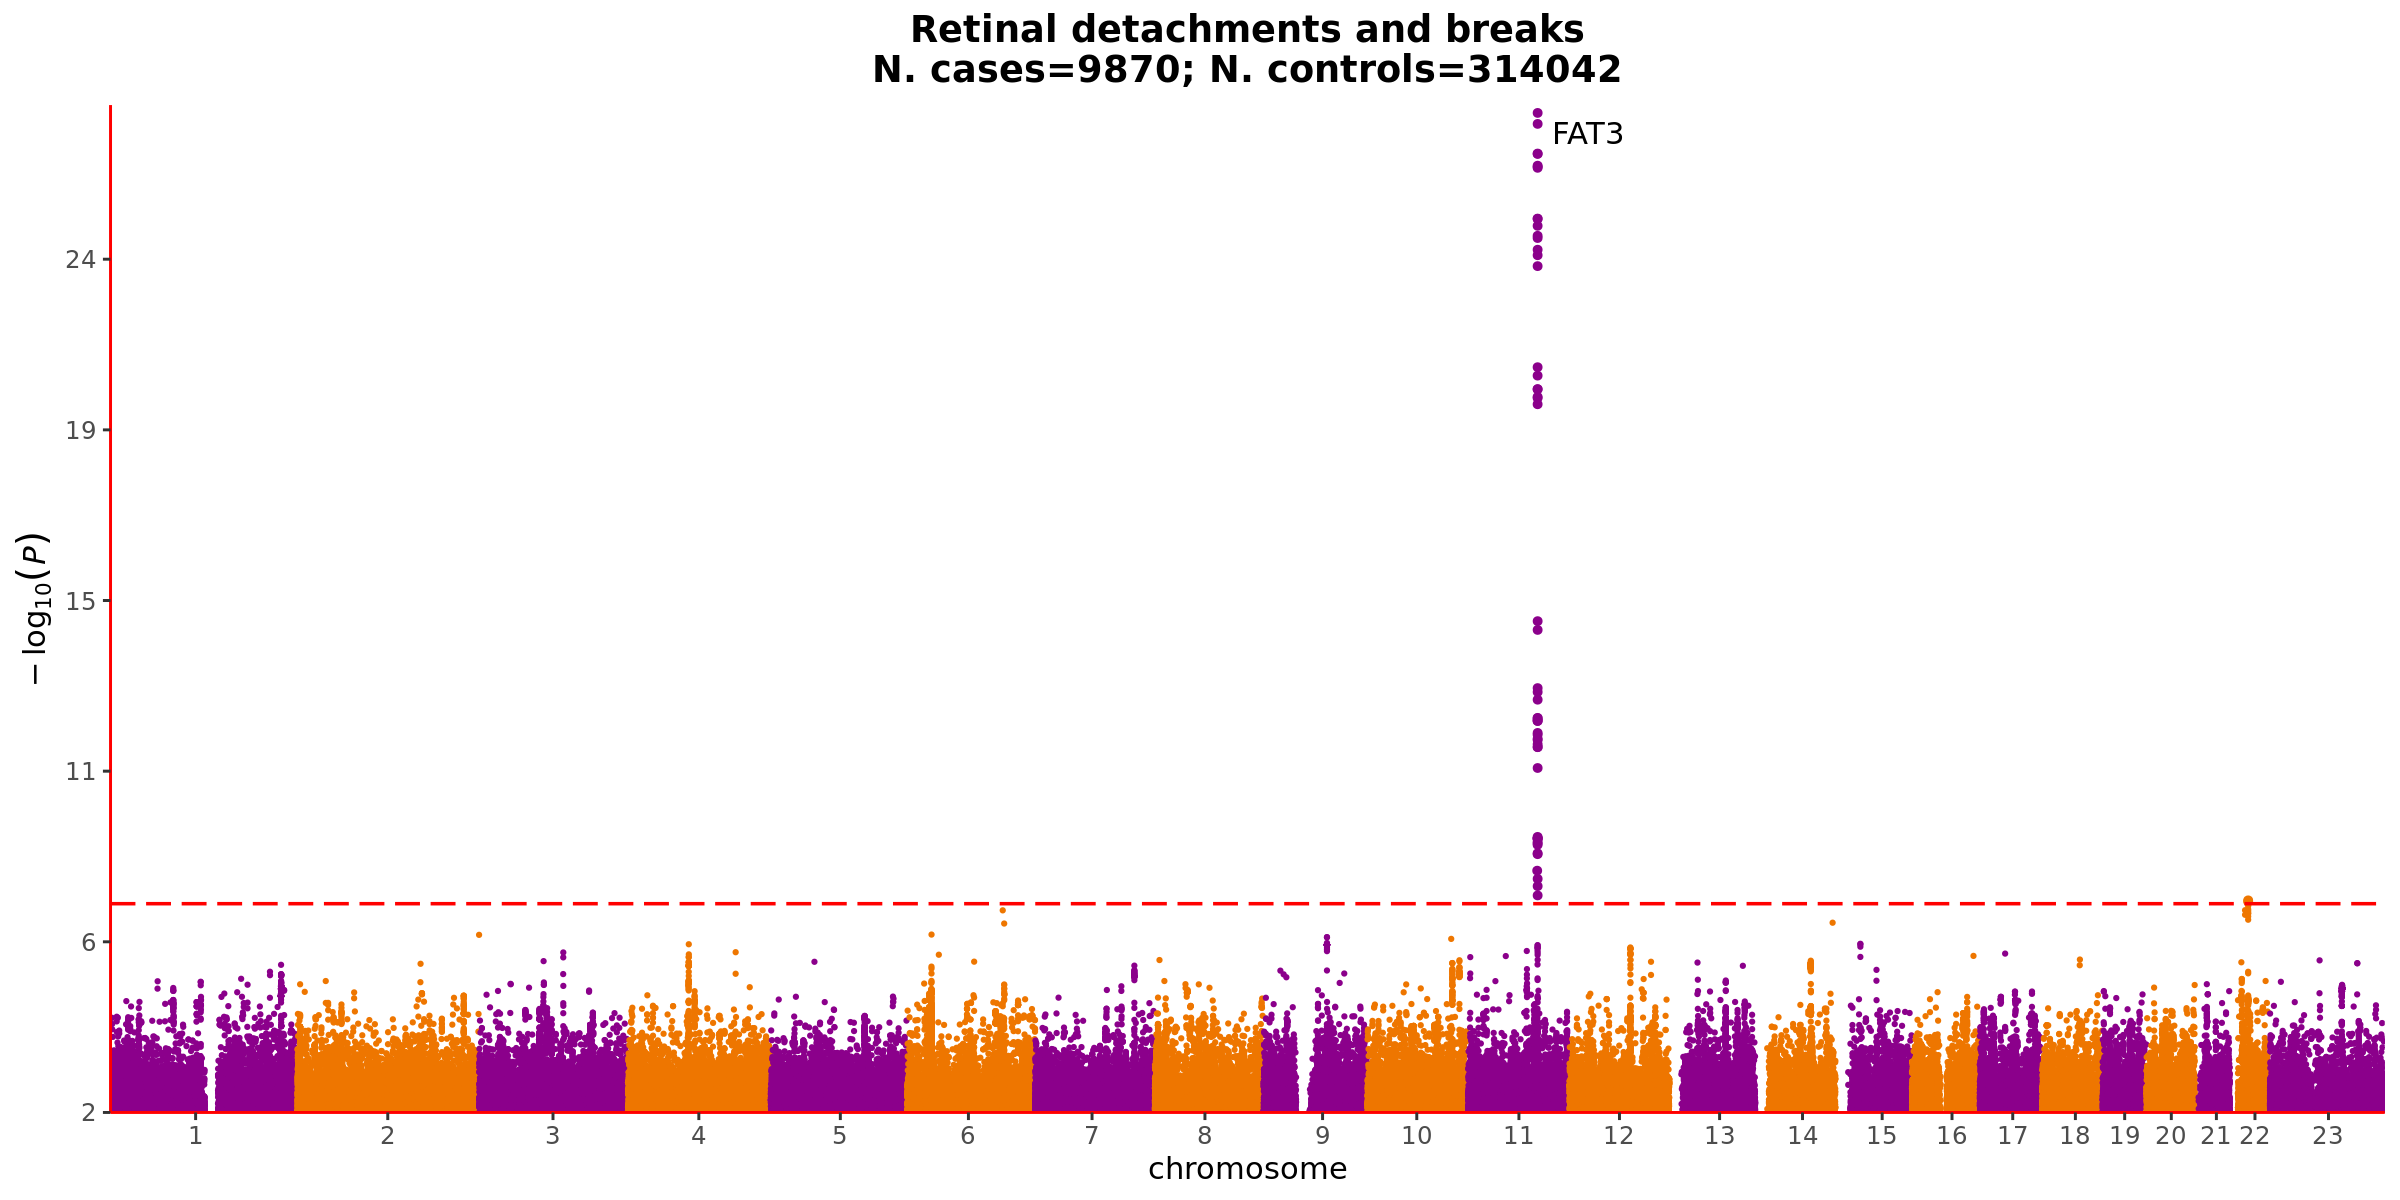 Retinal detachments and breaks
N. cases=9870; N. controls=314042
FAT3
24
19
15
11
6
2
−log10(P)
1 2 3 4 5 6 7 8 9 10 11 12 13 14 15 16 17 18 19 20 21 22 23
chromosome